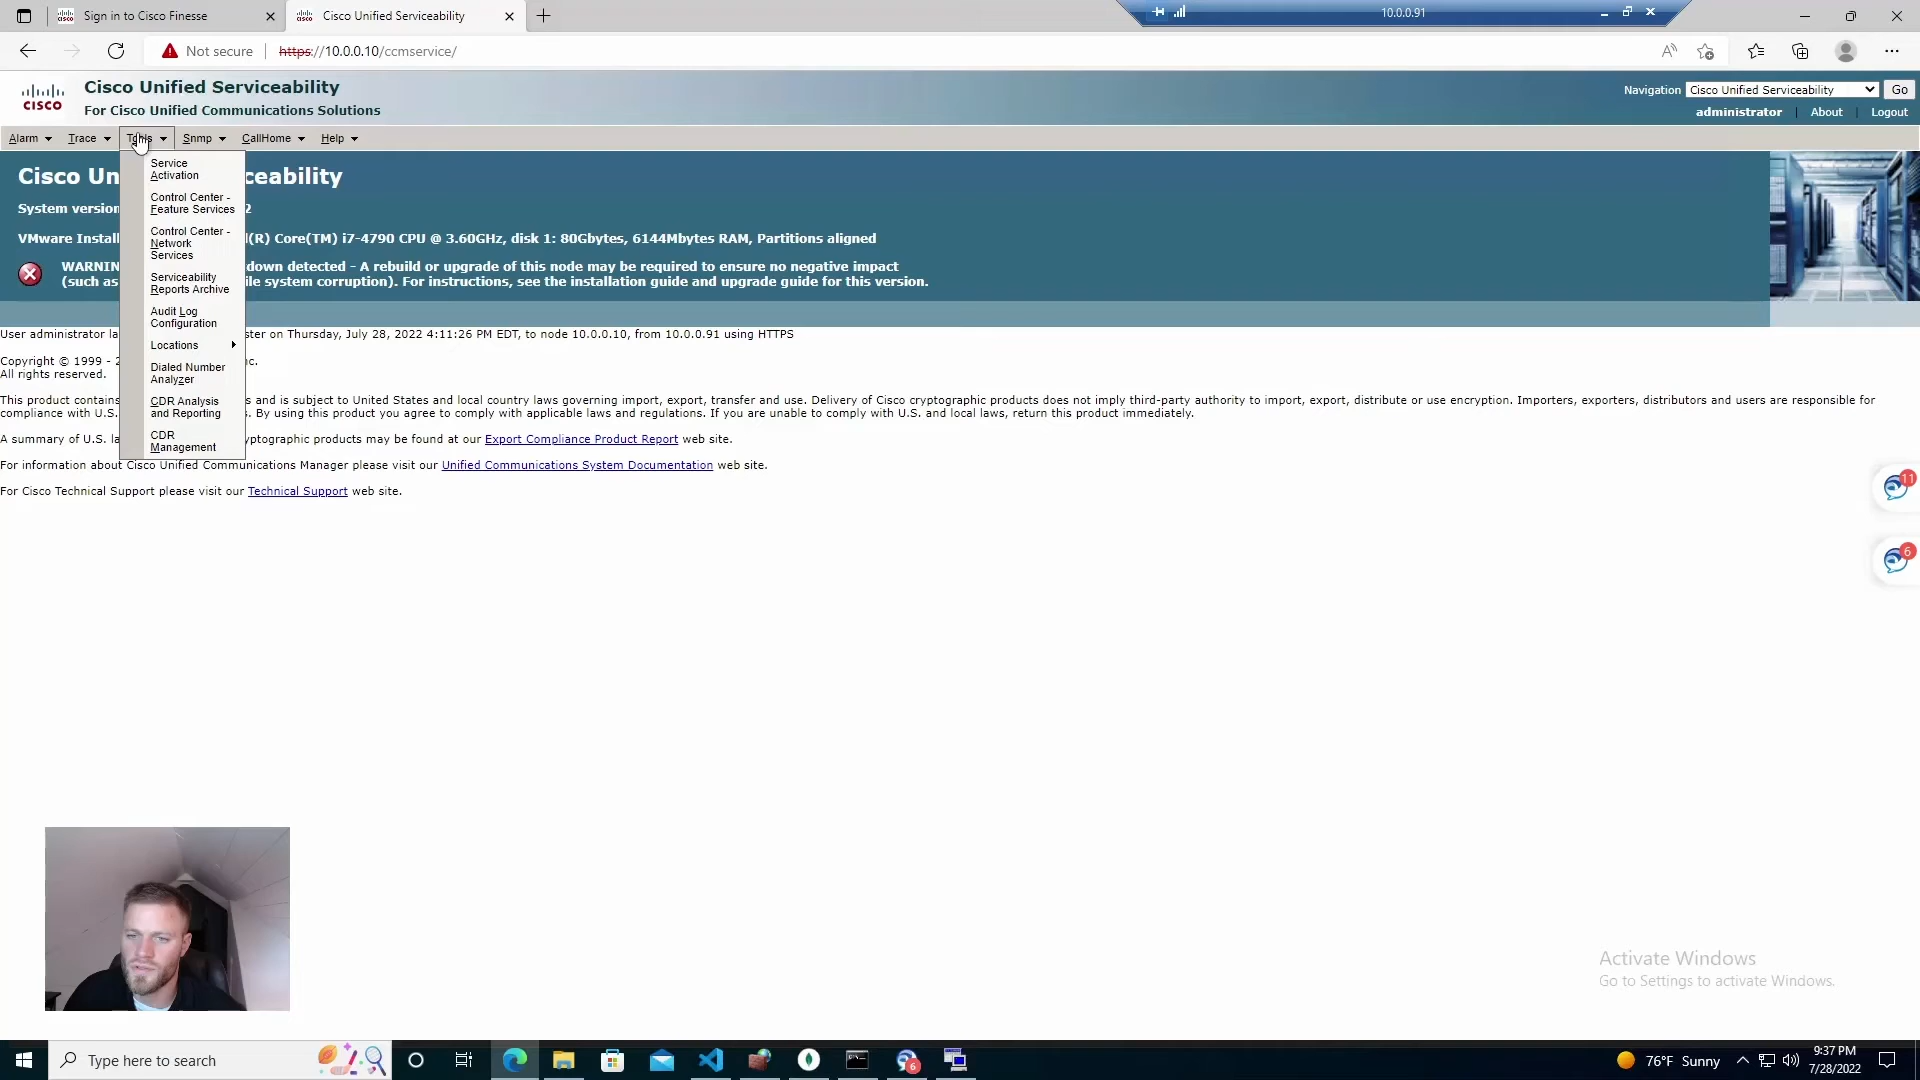 Sign in to Cisco Finesse
Cisco Unified Serviceability
10.0.0.91
Not secure
https://10.0.0.10/ccmservice/
CISCO
Cisco Unified Serviceability
For Cisco Unified Communications Solutions
Navigation Cisco Unified Serviceability Go
administrator | About | Logout
Alarm Trace Tools Snmp CallHome Help
Service
Activation
Control Center -
Feature Services
Control Center -
Network
Services
Serviceability
Reports Archive
Audit Log
Configuration
Locations
Dialed Number
Analyzer
CDR Analysis
and Reporting
CDR
Management
Cisco Un ceability
System version 2
VMware Instal (R) Core(TM) i7-4790 CPU @ 3.60GHz, disk 1: 80Gbytes, 6144Mbytes RAM, Partitions aligned
WARNIN down detected - A rebuild or upgrade of this node may be required to ensure no negative impact
(such as ile system corruption). For instructions, see the installation guide and upgrade guide for this version.
User administrator la ster on Thursday, July 28, 2022 4:11:26 PM EDT, to node 10.0.0.10, from 10.0.0.91 using HTTPS
Copyright © 1999 - 2 nc.
All rights reserved.
This product contains s and is subject to United States and local country laws governing import, export, transfer and use. Delivery of Cisco cryptographic products does not imply third-party authority to import, export, distribute or use encryption. Importers, exporters, distributors and users are responsible for
compliance with U.S. . By using this product you agree to comply with applicable laws and regulations. If you are unable to comply with U.S. and local laws, return this product immediately.
A summary of U.S. la yptographic products may be found at our Export Compliance Product Report web site.
For information about Cisco Unified Communications Manager please visit our Unified Communications System Documentation web site.
For Cisco Technical Support please visit our Technical Support web site.
11
6
Activate Windows
Go to Settings to activate Windows.
Type here to search
6
76°F Sunny
9:37 PM
7/28/2022